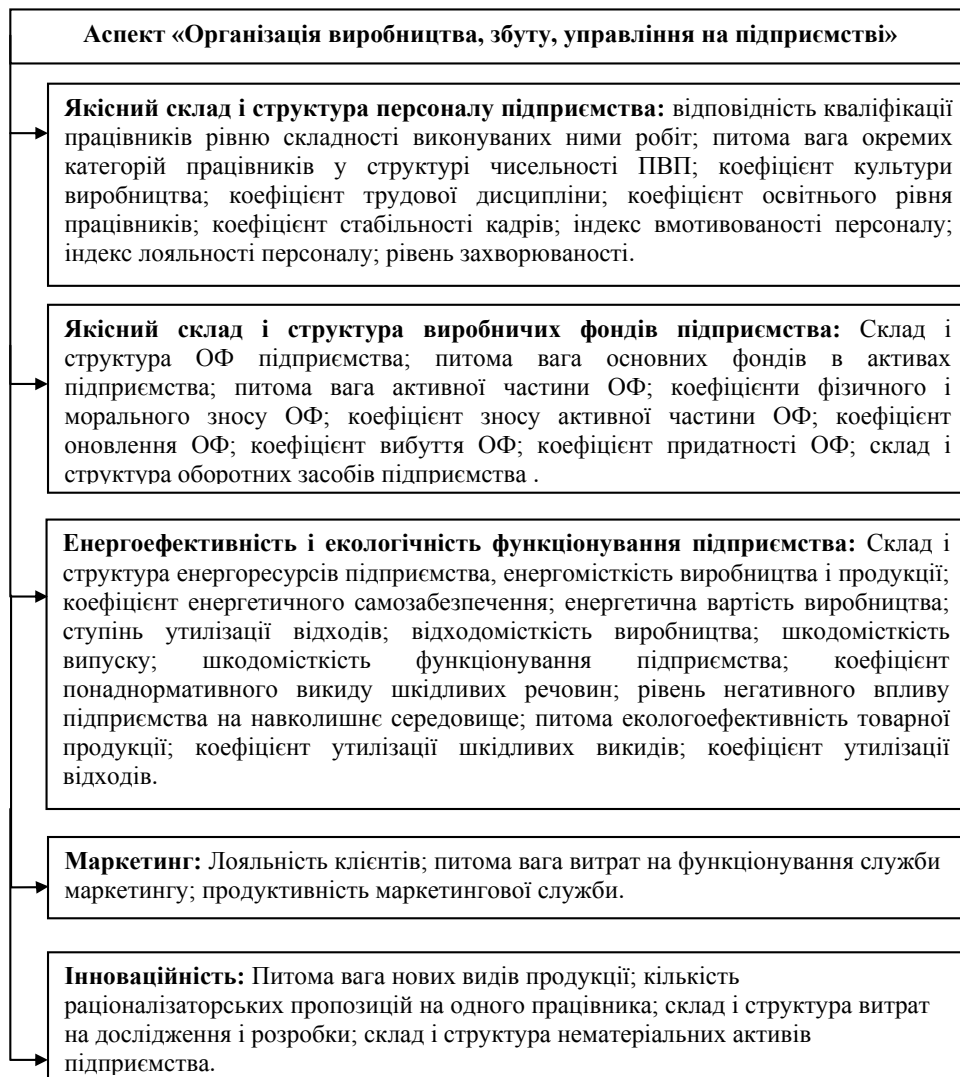 Аспект «Організація виробництва, збуту, управління на підприємстві»
Якісний склад і структура персоналу підприємства: відповідність кваліфікації
працівників рівню складності виконуваних ними робіт; питома вага окремих
категорій працівників у структурі чисельності ПВП; коефіцієнт культури
виробництва; коефіцієнт трудової дисципліни; коефіцієнт освітнього рівня
працівників; коефіцієнт стабільності кадрів; індекс вмотивованості персоналу;
індекс лояльності персоналу; рівень захворюваності.
Якісний склад і структура виробничих фондів підприємства: Склад і
структура ОФ підприємства; питома вага основних фондів в активах
підприємства; питома вага активної частини ОФ; коефіцієнти фізичного і
морального зносу ОФ; коефіцієнт зносу активної частини ОФ; коефіцієнт
оновлення ОФ; коефіцієнт вибуття ОФ; коефіцієнт придатності ОФ; склад і
структура оборотних засобів підприємства .
Енергоефективність і екологічність функціонування підприємства: Склад і
структура енергоресурсів підприємства, енергомісткість виробництва і продукції;
коефіцієнт енергетичного самозабезпечення; енергетична вартість виробництва;
ступінь утилізації відходів; відходомісткість виробництва; шкодомісткість
випуску; шкодомісткість функціонування підприємства; коефіцієнт
понаднормативного викиду шкідливих речовин; рівень негативного впливу
підприємства на навколишнє середовище; питома екологоефективність товарної
продукції; коефіцієнт утилізації шкідливих викидів; коефіцієнт утилізації
відходів.
Маркетинг: Лояльність клієнтів; питома вага витрат на функціонування служби
маркетингу; продуктивність маркетингової служби.
Інноваційність: Питома вага нових видів продукції; кількість
раціоналізаторських пропозицій на одного працівника; склад і структура витрат
на дослідження і розробки; склад і структура нематеріальних активів
підприємства.